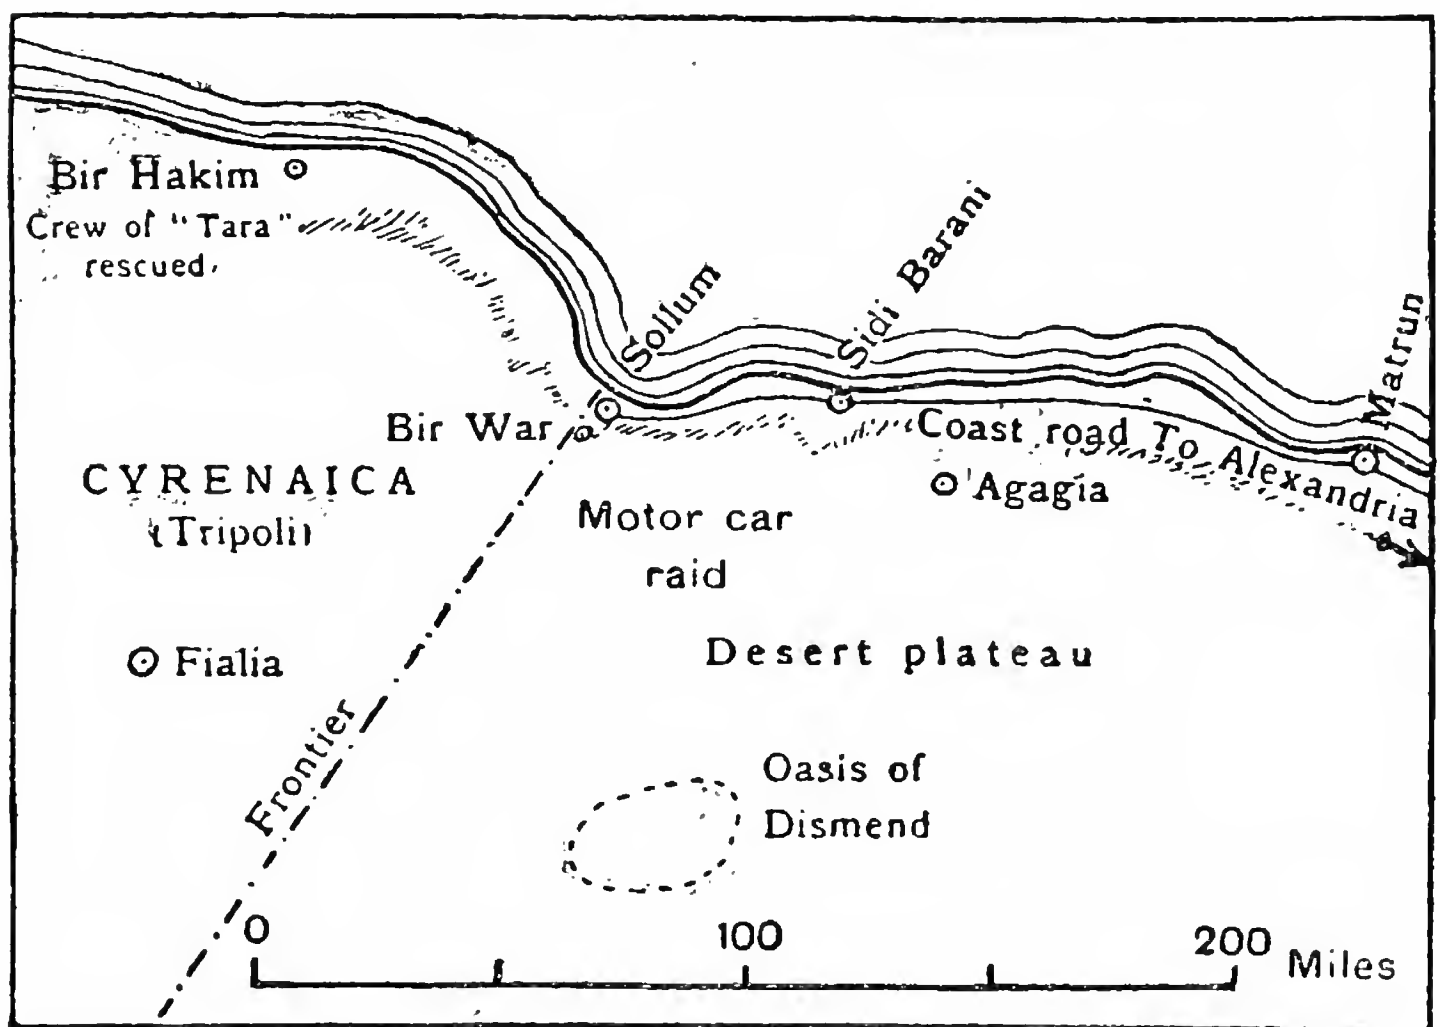 Bir Hakim
Crew of "Tara"
rescued.
Sollum
Sidi Barani
Matrun
Bir War
Coast road To Alexandria
CYRENAICA
(Tripoli)
Agagia
Motor car
raid
Fialia
Desert plateau
Frontier
Oasis of
Dismend
0 100 200 Miles